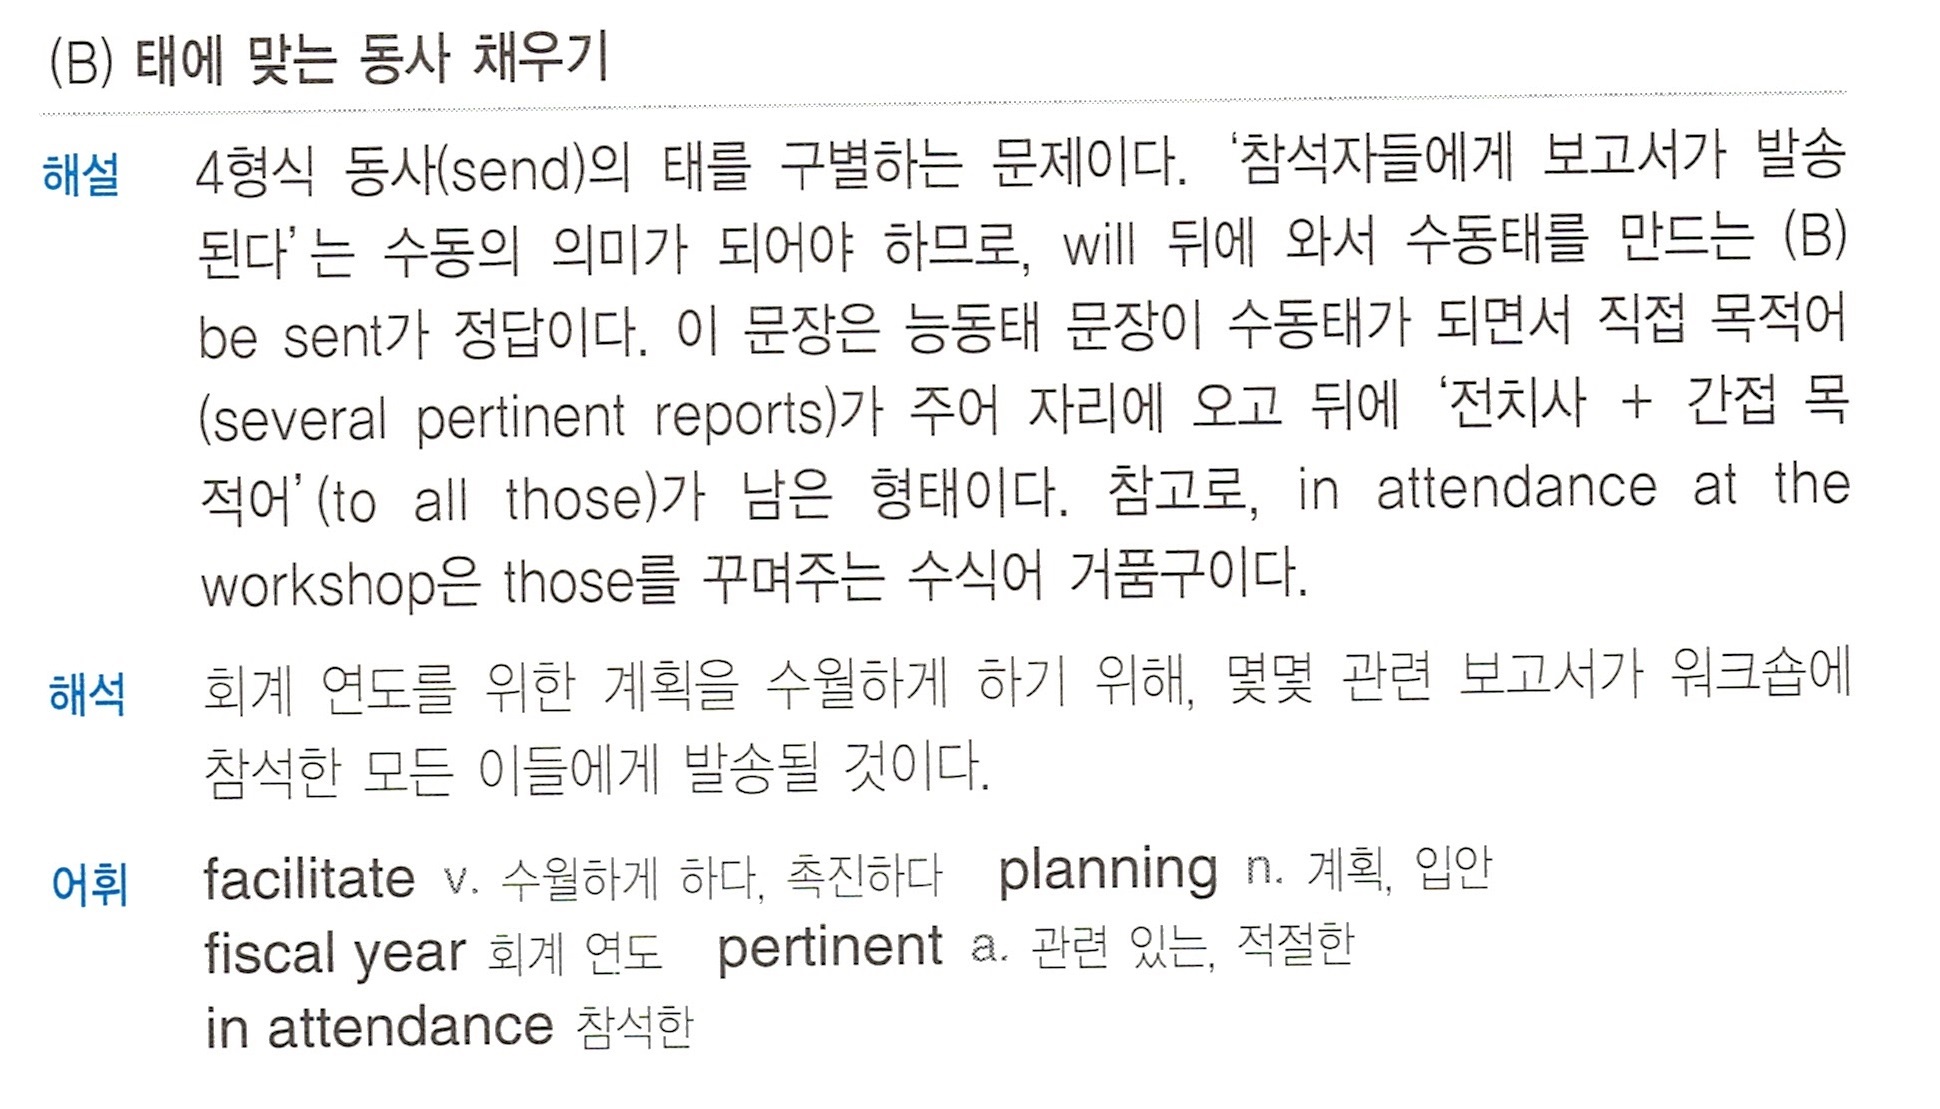 (B) 태에 맞는 동사 채우기
해설 4형식 동사(send)의 태를 구별하는 문제이다. ‘참석자들에게 보고서가 발송
된다’는 수동의 의미가 되어야 하므로, will 뒤에 와서 수동태를 만드는 (B)
be sent가 정답이다. 이 문장은 능동태 문장이 수동태가 되면서 직접 목적어
(several pertinent reports)가 주어 자리에 오고 뒤에 ‘전치사 + 간접 목
적어’(to all those)가 남은 형태이다. 참고로, in attendance at the
workshop은 those를 꾸며주는 수식어 거품구이다.
해석 회계 연도를 위한 계획을 수월하게 하기 위해, 몇몇 관련 보고서가 워크숍에
참석한 모든 이들에게 발송될 것이다.
어휘 facilitate v. 수월하게 하다, 촉진하다 planning n. 계획, 입안
fiscal year 회계 연도 pertinent a. 관련 있는, 적절한
in attendance 참석한